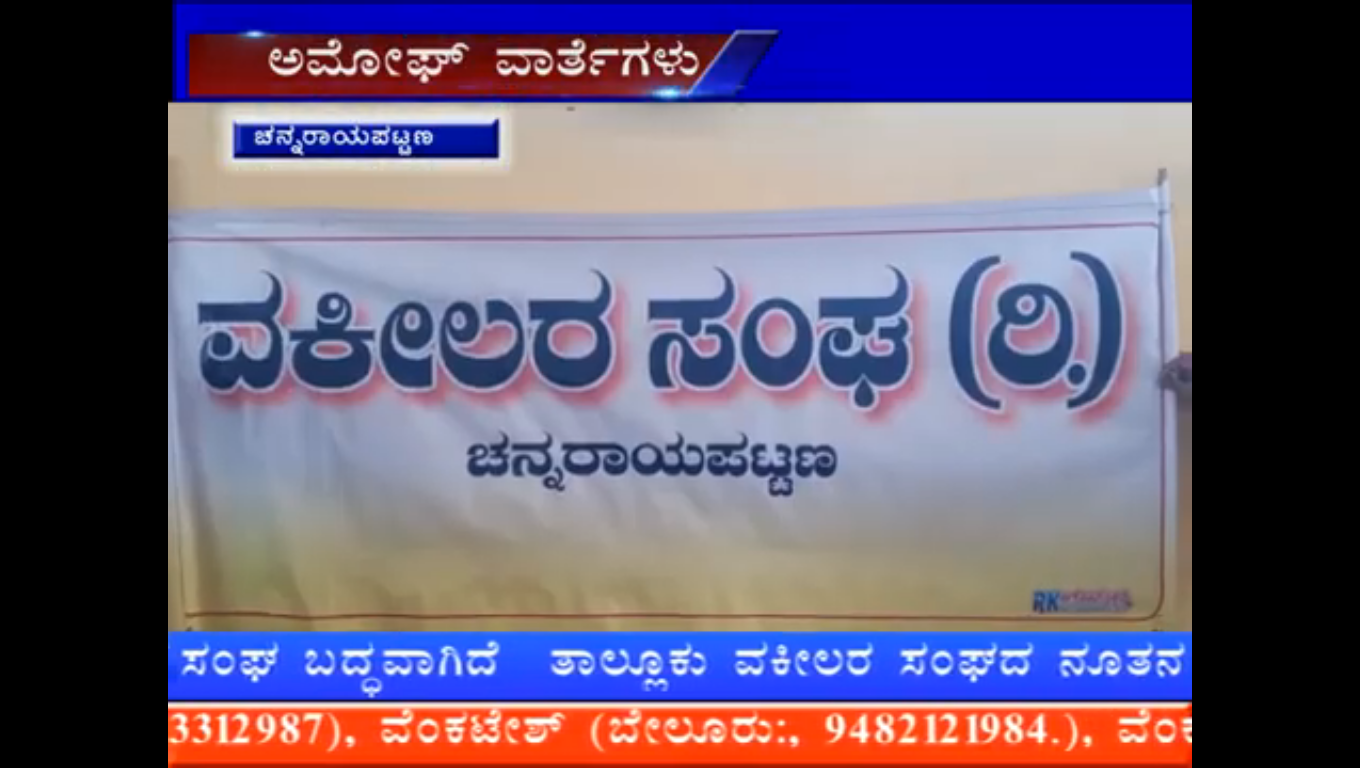 ಅಮೋಘ್ ವಾರ್ತೆಗಳು
ಚನ್ನರಾಯಪಟ್ಟಣ
ವಕೀಲರ ಸಂಘ (ರಿ.)
ಚನ್ನರಾಯಪಟ್ಟಣ
RK
ಸಂಘ ಬದ್ಧವಾಗಿದೆ ತಾಲ್ಲೂಕು ವಕೀಲರ ಸಂಘದ ನೂತನ
3312987), ವೆಂಕಟೇಶ್ (ಬೇಲೂರು:, 9482121984.), ವೆಂಕ